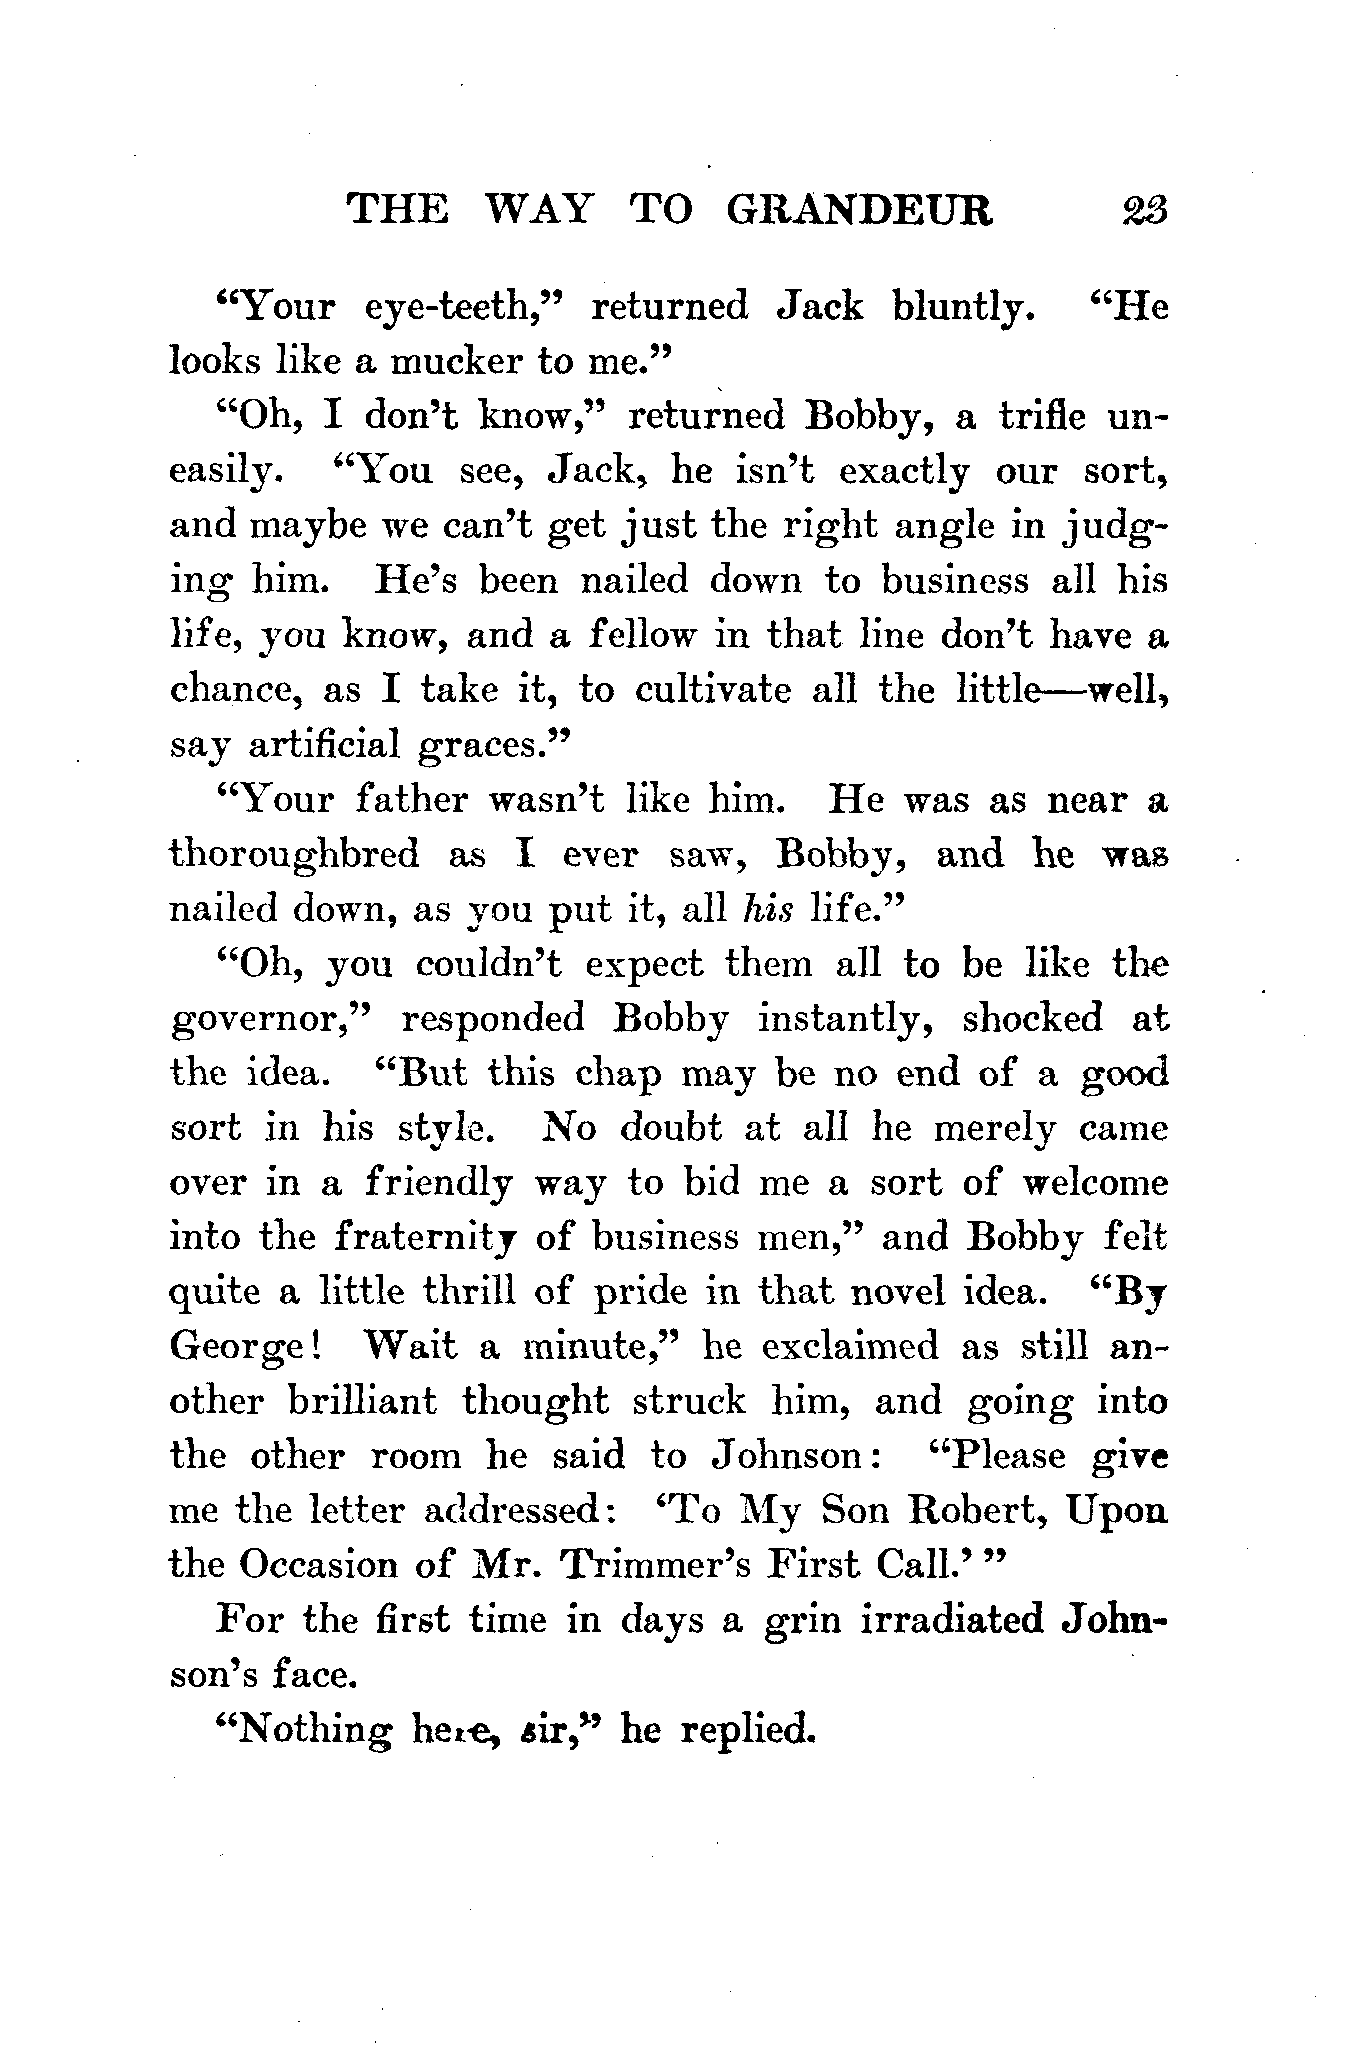 THE WAY TO GRANDEUR 23
“Your eye-teeth,” returned Jack bluntly. “He
looks like a mucker to me.”
“Oh, I don’t know,” returned Bobby, a trifle un-
easily. “You see, Jack, he isn’t exactly our sort,
and maybe we can’t get just the right angle in judg-
ing him. He’s been nailed down to business all his
life, you know, and a fellow in that line don’t have a
chance, as I take it, to cultivate all the little—well,
say artificial graces.”
“Your father wasn’t like him. He was as near a
thoroughbred as I ever saw, Bobby, and he was
nailed down, as you put it, all his life.”
“Oh, you couldn’t expect them all to be like the
governor,” responded Bobby instantly, shocked at
the idea. “But this chap may be no end of a good
sort in his style. No doubt at all he merely came
over in a friendly way to bid me a sort of welcome
into the fraternity of business men,” and Bobby felt
quite a little thrill of pride in that novel idea. “By
George! Wait a minute,” he exclaimed as still an-
other brilliant thought struck him, and going into
the other room he said to Johnson: “Please give
me the letter addressed: ‘To My Son Robert, Upon
the Occasion of Mr. Trimmer’s First Call.’ ”
For the first time in days a grin irradiated John-
son’s face.
“Nothing here, sir,” he replied.